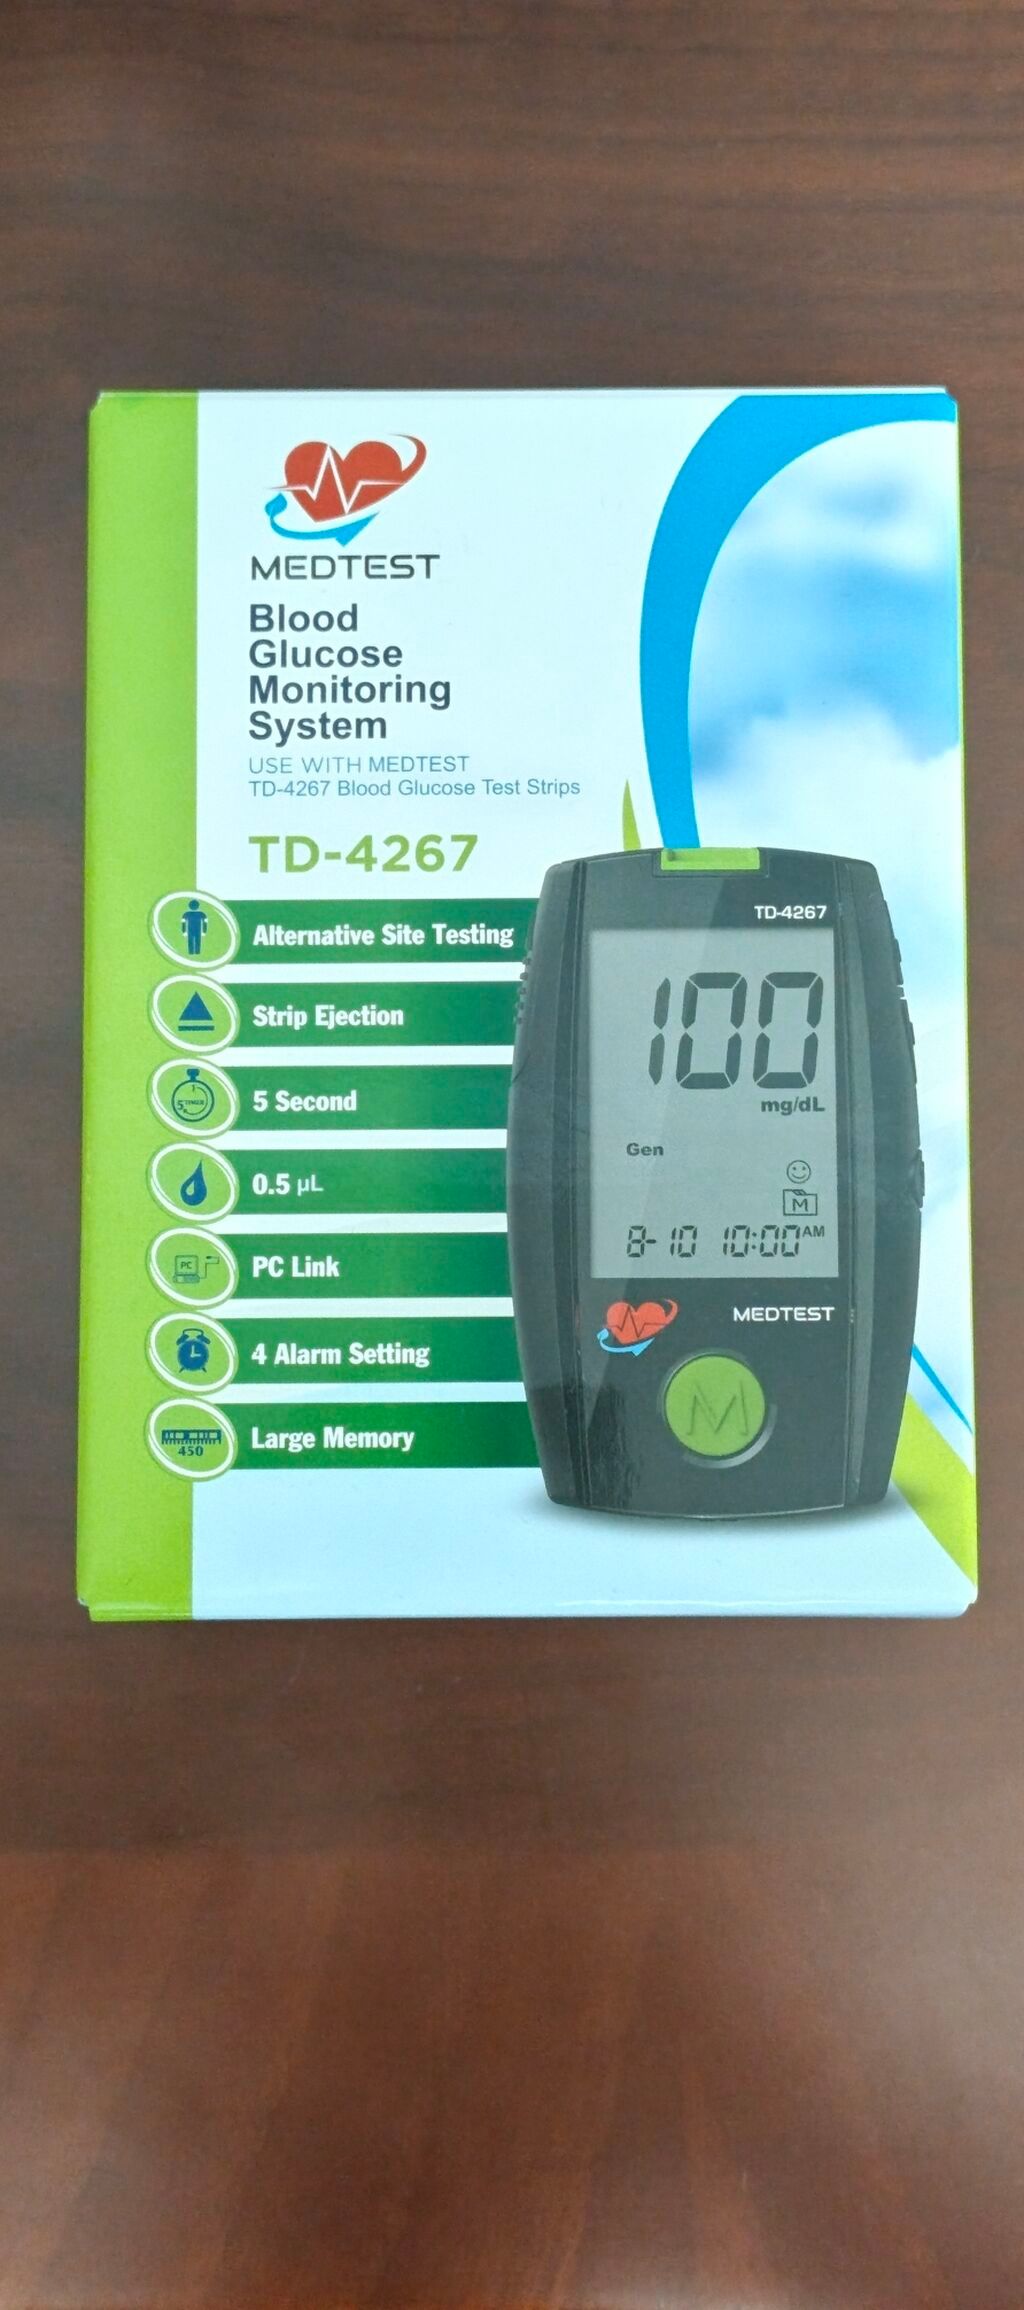 MEDTEST
Blood
Glucose
Monitoring
System
USE WITH MEDTEST
TD-4267 Blood Glucose Test Strips
TD-4267
Alternative Site Testing
Strip Ejection
5 Second
0.5 µL
PC
PC Link
4 Alarm Setting
450
Large Memory
TD-4267
100
mg/dL
Gen
M
8-10 10:00AM
MEDTEST
M